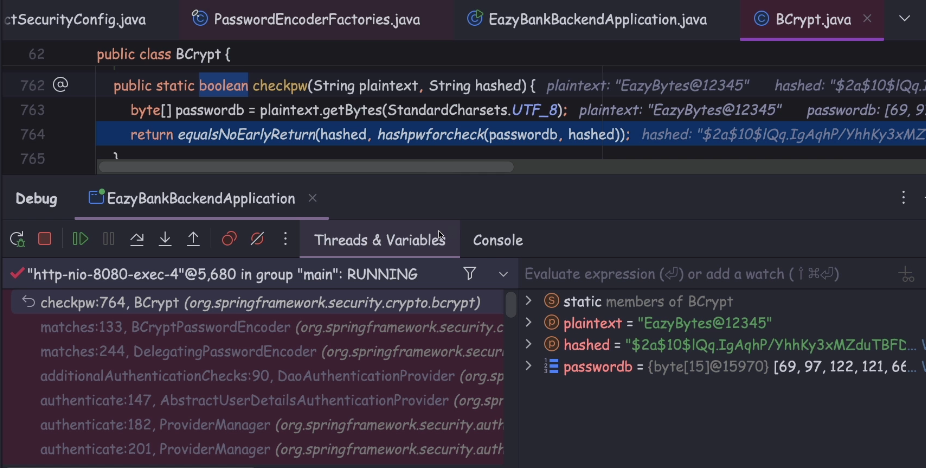 ctSecurityConfig.java PasswordEncoderFactories.java EazyBankBackendApplication.java BCrypt.java
62 public class BCrypt {
762 @ public static boolean checkpw(String plaintext, String hashed) { plaintext: "EazyBytes@12345" hashed: "$2a$10$lQq.I
763 byte[] passwordb = plaintext.getBytes(StandardCharsets.UTF_8); plaintext: "EazyBytes@12345" passwordb: [69, 97
764 return equalsNoEarlyReturn(hashed, hashpwforcheck(passwordb, hashed)); hashed: "$2a$10$lQq.IgAqhP/YhhKy3xMZ
765 }
Debug EazyBankBackendApplication
Threads & Variables Console
"http-nio-8080-exec-4"@5,680 in group "main": RUNNING Evaluate expression (⏎) or add a watch (⇧⌘⏎)
checkpw:764, BCrypt (org.springframework.security.crypto.bcrypt)
matches:133, BCryptPasswordEncoder (org.springframework.security.c
matches:244, DelegatingPasswordEncoder (org.springframework.secur
additionalAuthenticationChecks:90, DaoAuthenticationProvider (org.sp
authenticate:147, AbstractUserDetailsAuthenticationProvider (org.spr
authenticate:182, ProviderManager (org.springframework.security.auth
authenticate:201, ProviderManager (org.springframework.security.auth
S static members of BCrypt
P plaintext = "EazyBytes@12345"
P hashed = "$2a$10$lQq.IgAqhP/YhhKy3xMZduTBFD...
passwordb = {byte[15]@15970} [69, 97, 122, 121, 66...